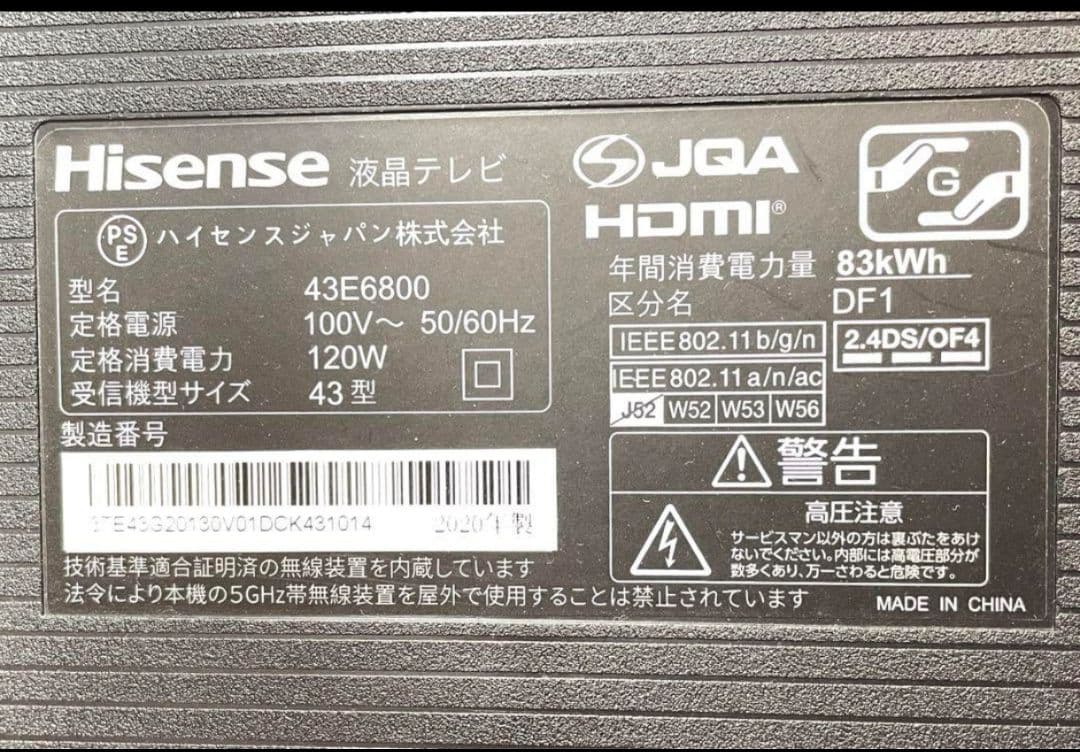 Hisense 液晶テレビ
PSE ハイセンスジャパン株式会社
型名 43E6800
定格電源 100V～ 50/60Hz
定格消費電力 120W
受信機型サイズ 43型
製造番号
2020年製
技術基準適合証明済の無線装置を内蔵しています
法令により本機の5GHz帯無線装置を屋外で使用することは禁止されています
JQA
HDMI®
G
年間消費電力量 83kWh
区分名 DF1
IEEE802.11b/g/n 2.4DS/OF4
IEEE802.11a/n/ac
J52 W52 W53 W56
警告
高圧注意
サービスマン以外の方は裏ぶたをあけ
ないでください。内部には高電圧部分が
数多くあり、万一さわると危険です。
MADE IN CHINA